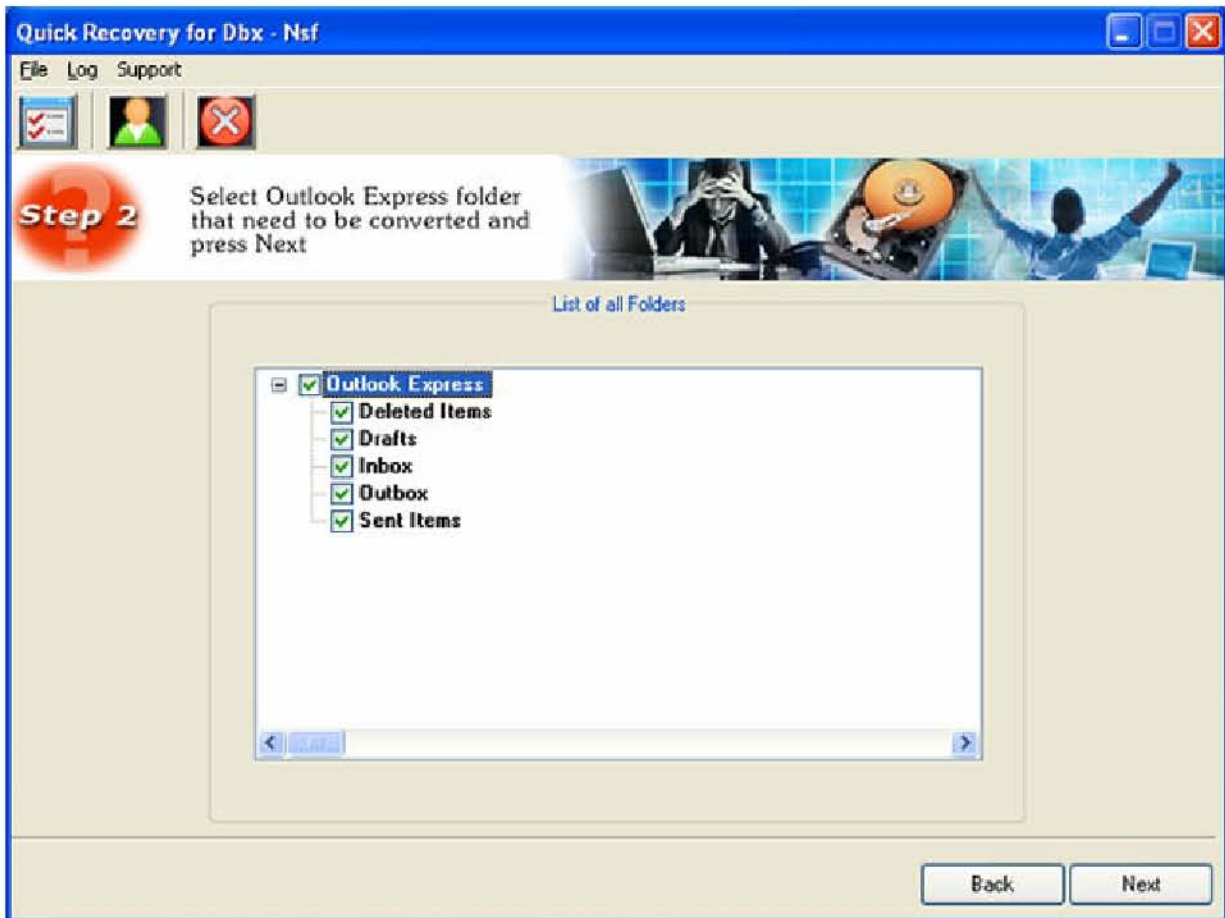 Quick Recovery for Dbx - Nsf
File Log Support
Step 2
Select Outlook Express folder
that need to be converted and
press Next
List of all Folders
Outlook Express
Deleted Items
Drafts
Inbox
Outbox
Sent Items
Back Next